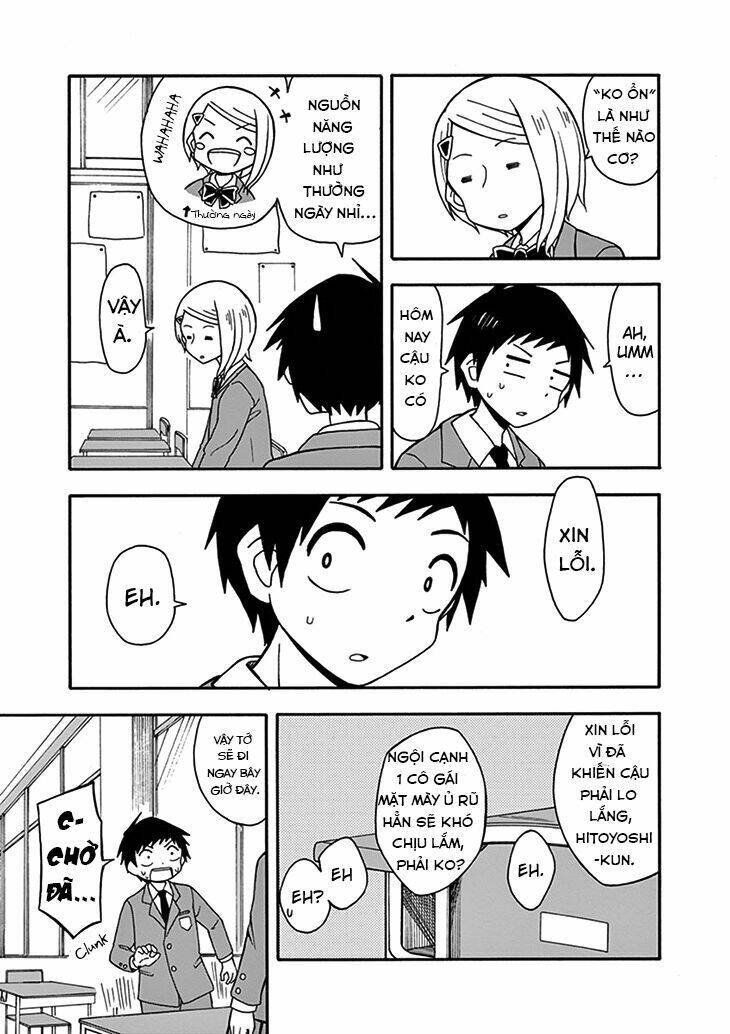 "KO ỔN"
LÀ NHƯ
THẾ NÀO
CƠ?
AH,
UMM
...
HÔM
NAY
CẬU
KO
CÓ
NGUỒN
NĂNG
LƯỢNG
NHƯ
THƯỜNG
NGÀY NHỈ...
WAHAHAHA
Thường ngày
VẬY
À.
XIN
LỖI.
EH.
XIN LỖI
VÌ ĐÃ
KHIẾN CẬU
PHẢI LO
LẮNG,
HITOYOSHI
-KUN.
EH.
NGỒI CẠNH
1 CÔ GÁI
MẶT MÀY Ủ RŨ
HẲN SẼ KHÓ
CHỊU LẮM,
PHẢI KO?
EH
EH?
VẬY TỚ
SẼ ĐI
NGAY BÂY
GIỜ ĐÂY.
C-
CHỜ
ĐÃ...
Clunk